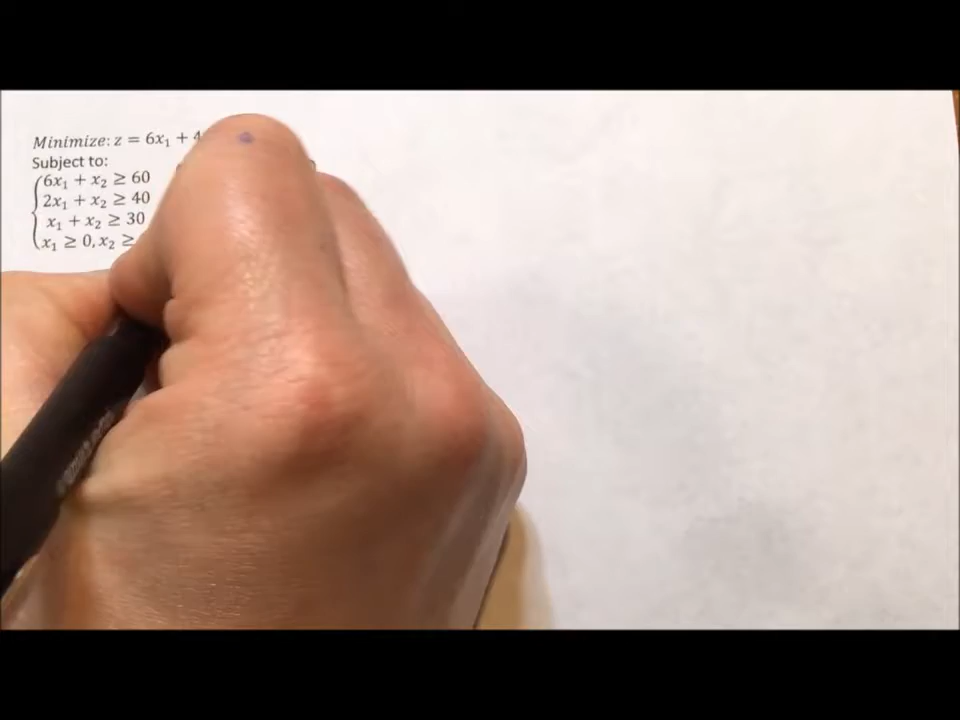 Minimize: z = 6x₁ + 4
Subject to:
6x₁ + x₂ ≥ 60
2x₁ + x₂ ≥ 40
x₁ + x₂ ≥ 30
x₁ ≥ 0, x₂ ≥